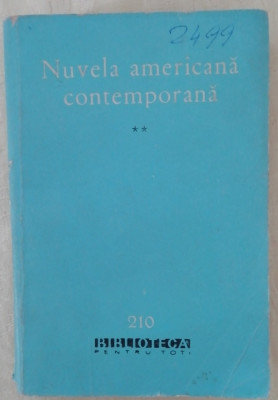 2499
Nuvela americană
contemporană
**
210
BIBLIOTECA
PENTRU TOȚI